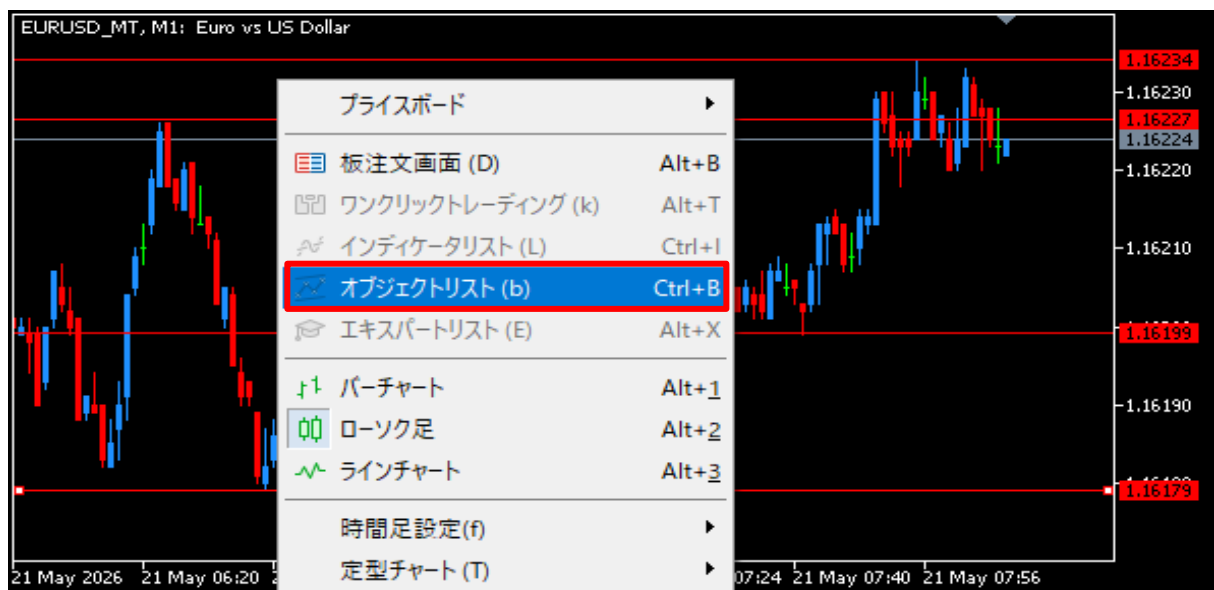 EURUSD_MT, M1: Euro vs US Dollar
1.16234
1.16230
1.16227
1.16224
1.16220
1.16210
1.16199
1.16190
1.16179
プライスボード
板注文画面 (D) Alt+B
ワンクリックトレーディング (k) Alt+T
インディケータリスト (L) Ctrl+I
オブジェクトリスト (b) Ctrl+B
エキスパートリスト (E) Alt+X
バーチャート Alt+1
ローソク足 Alt+2
ラインチャート Alt+3
時間足設定(f)
定型チャート (T)
21 May 2026 21 May 06:20 07:24 21 May 07:40 21 May 07:56